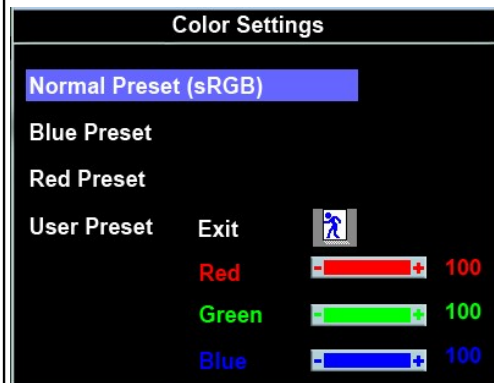 Color Settings
Normal Preset (sRGB)
Blue Preset
Red Preset
User Preset Exit
Red - + 100
Green - + 100
Blue - + 100